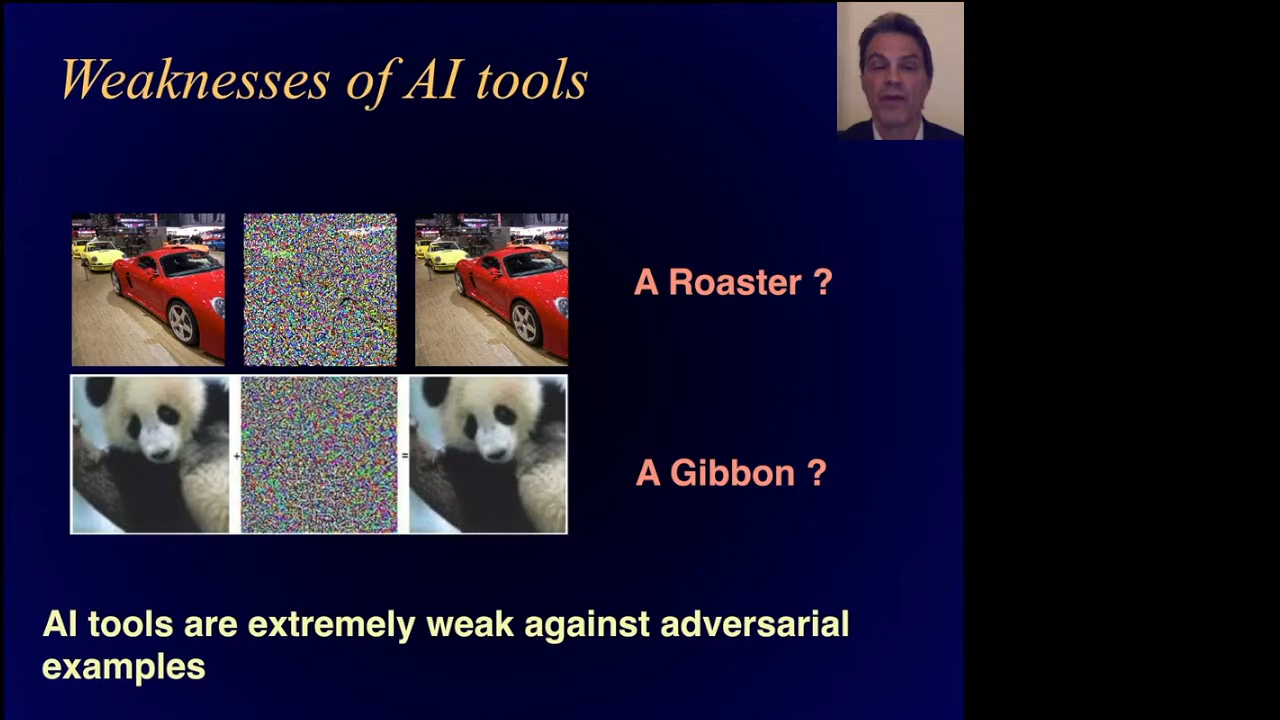 Weaknesses of AI tools
A Roaster ?
+
=
A Gibbon ?
AI tools are extremely weak against adversarial
examples